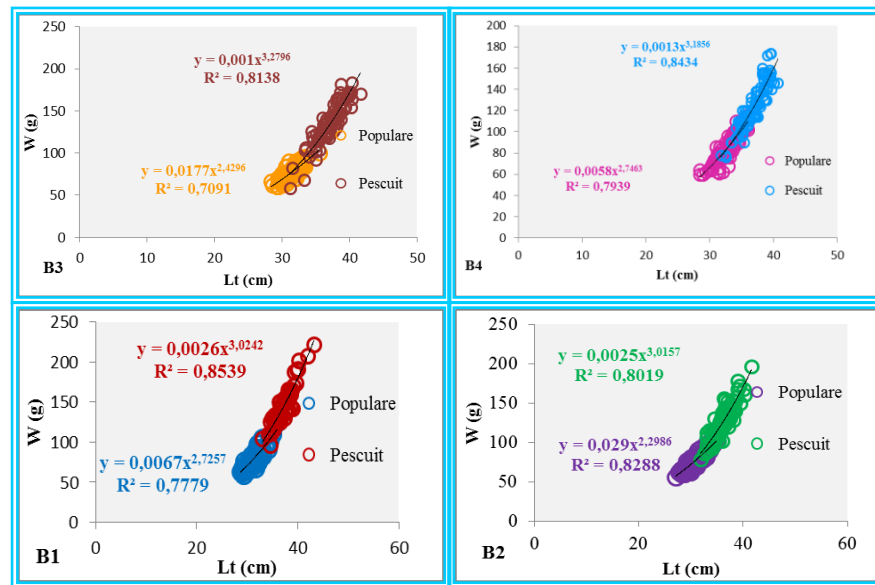 250
200
150
100
50
0
W (g)
0
10
20
30
40
50
Lt (cm)
y = 0,001x^3,2796
R² = 0,8138
y = 0,0177x^2,4296
R² = 0,7091
Populare
Pescuit
B3
200
180
160
140
120
100
80
60
40
20
0
W (g)
0
10
20
30
40
50
Lt (cm)
y = 0,0013x^3,1856
R² = 0,8434
y = 0,0058x^2,7463
R² = 0,7939
Populare
Pescuit
B4
250
200
150
100
50
0
W (g)
0
20
40
60
Lt (cm)
y = 0,0026x^3,0242
R² = 0,8539
y = 0,0067x^2,7257
R² = 0,7779
Populare
Pescuit
B1
250
200
150
100
50
0
W (g)
0
20
40
60
Lt (cm)
y = 0,0025x^3,0157
R² = 0,8019
y = 0,029x^2,2986
R² = 0,8288
Populare
Pescuit
B2